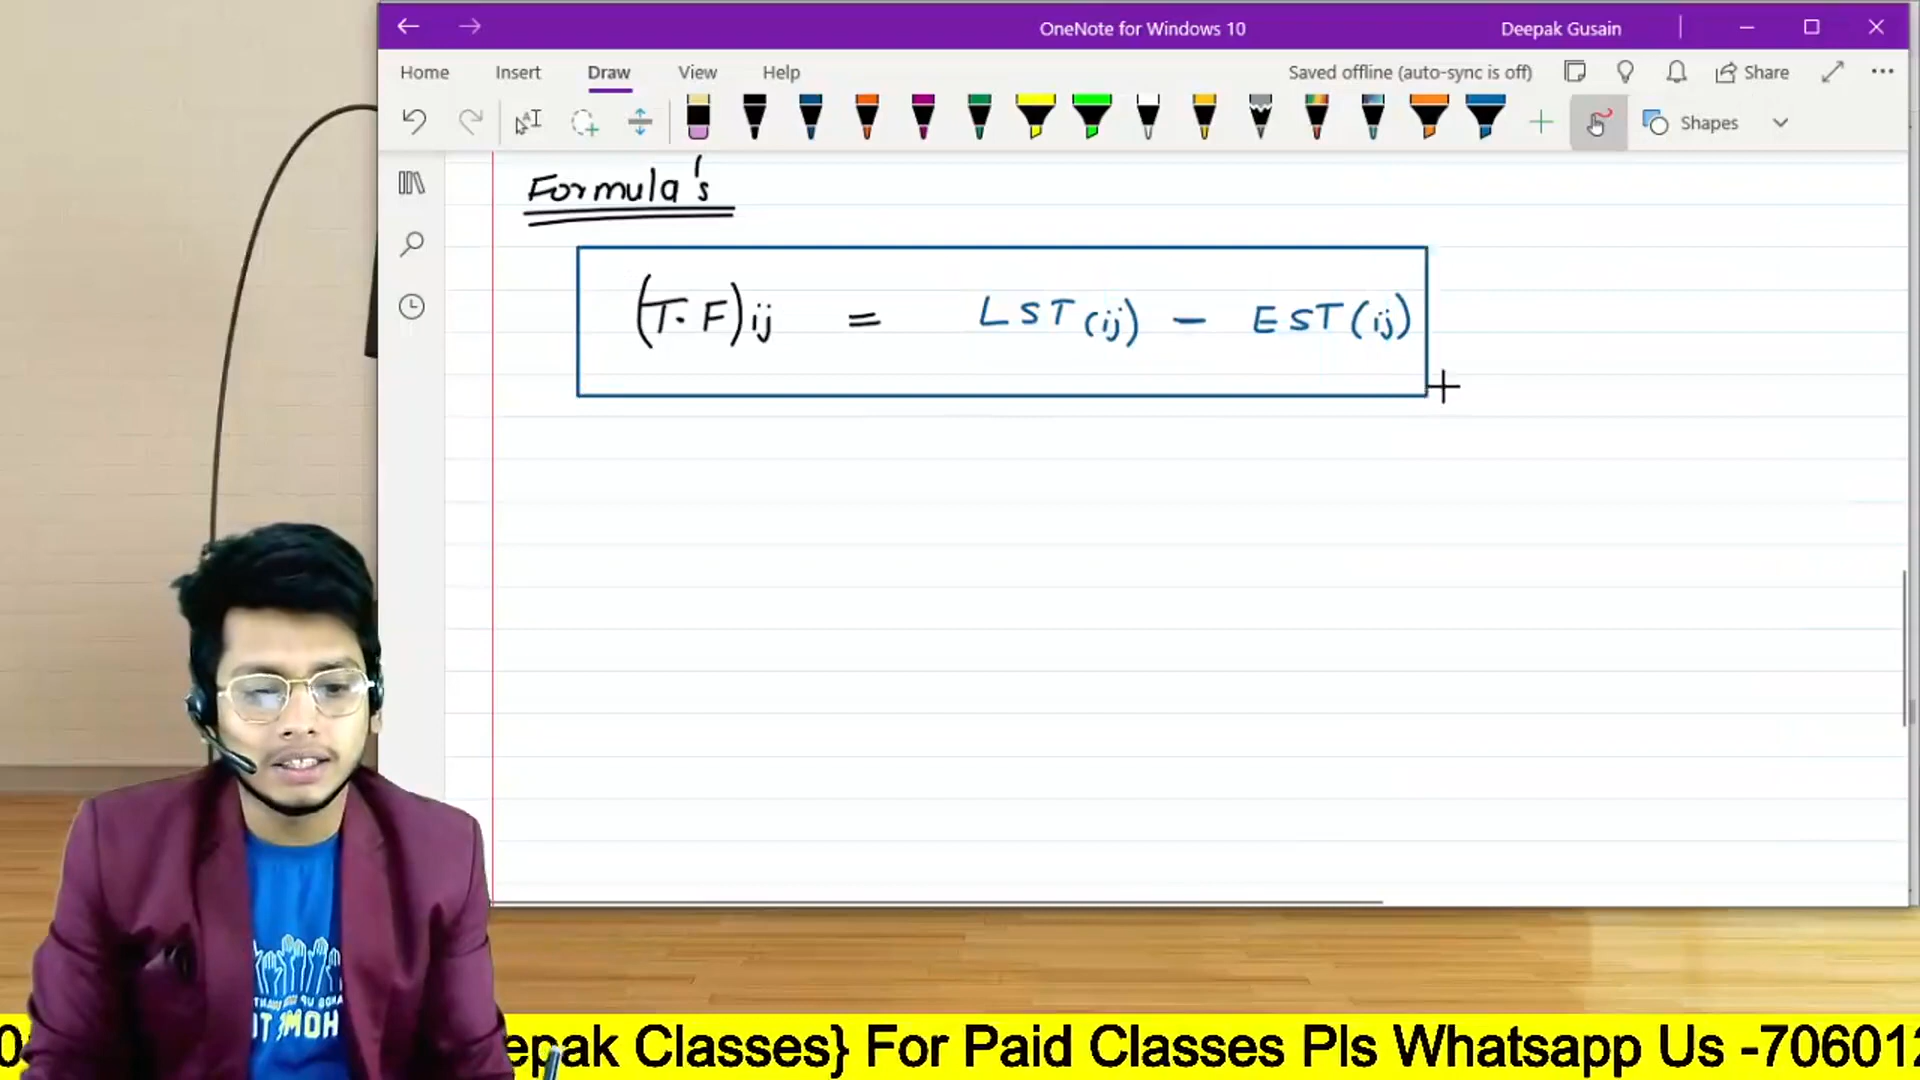 OneNote for Windows 10
Deepak Gusain
Home Insert Draw View Help
Saved offline (auto-sync is off)
Share
Shapes
Formula's
(T.F)ij = LST(ij) - EST(ij)
epak Classes} For Paid Classes Pls Whatsapp Us -706012